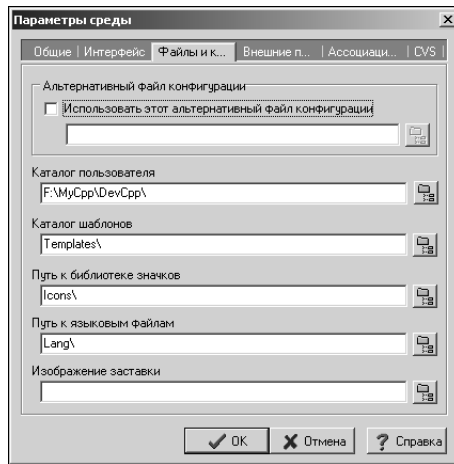 Параметры среды
Общие | Интерфейс | Файлы и к... | Внешние п... | Ассоциаци... | CVS |
Альтернативный файл конфигурации
Использовать этот альтернативный файл конфигурации
Каталог пользователя
F:\MyCpp\DevCpp\
Каталог шаблонов
Templates\
Путь к библиотеке значков
Icons\
Путь к языковым файлам
Lang\
Изображение заставки
OK Отмена ? Справка